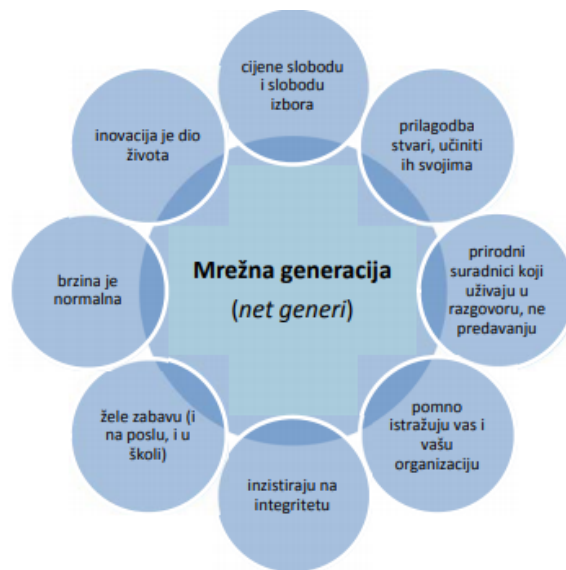 cijene slobodu
i slobodu
izbora
prilagodba
stvari, učiniti
ih svojima
prirodni
suradnici koji
uživaju u
razgovoru, ne
predavanju
pomno
istražuju vas i
vašu
organizaciju
inzistiraju na
integritetu
žele zabavu (i
na poslu, i u
školi)
brzina je
normalna
inovacija je dio
života
Mrežna generacija
(net generi)